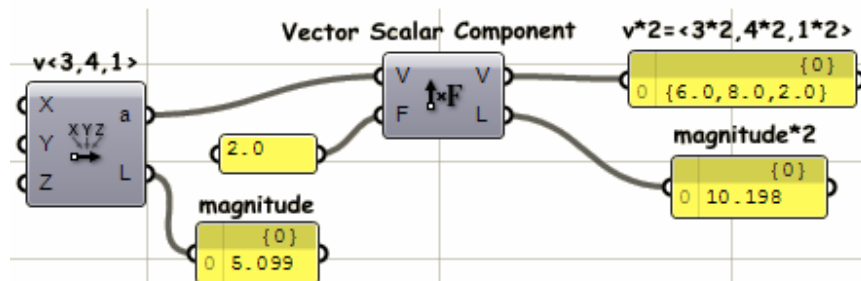 Vector Scalar Component
v*2=<3*2,4*2,1*2>
v<3,4,1>
{0}
0 {6.0,8.0,2.0}
X
Y
Z
XYZ
a
L
2.0
V
F
×F
V
L
magnitude*2
{0}
0 10.198
magnitude
{0}
0 5.099